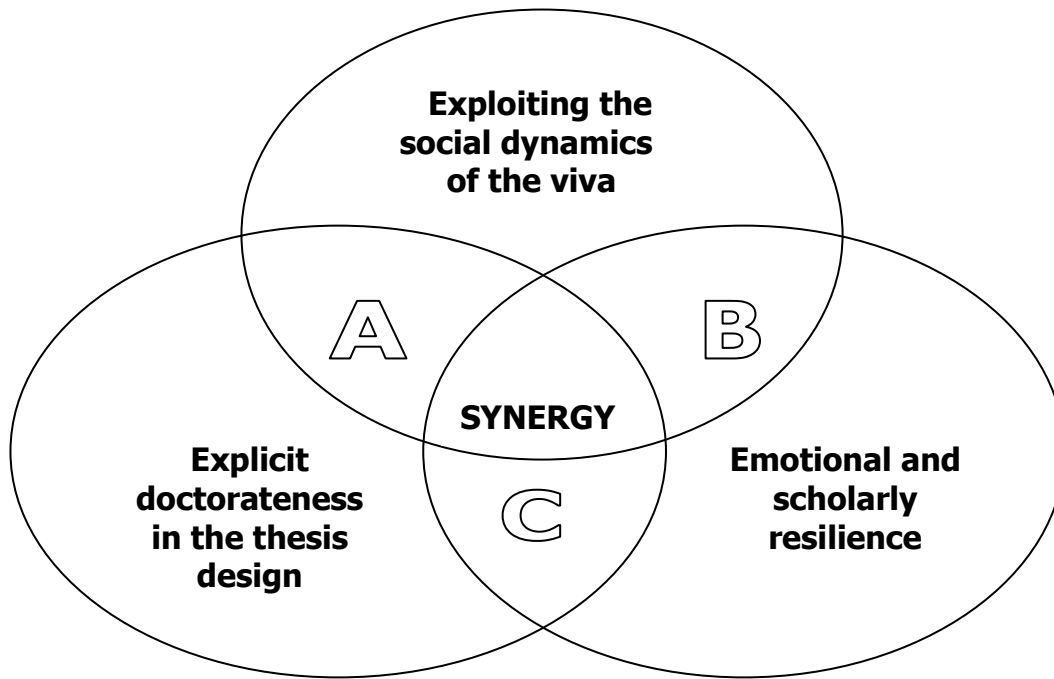 Exploiting the
social dynamics
of the viva
A
B
SYNERGY
Explicit
doctorateness
in the thesis
design
Emotional and
scholarly
resilience
C